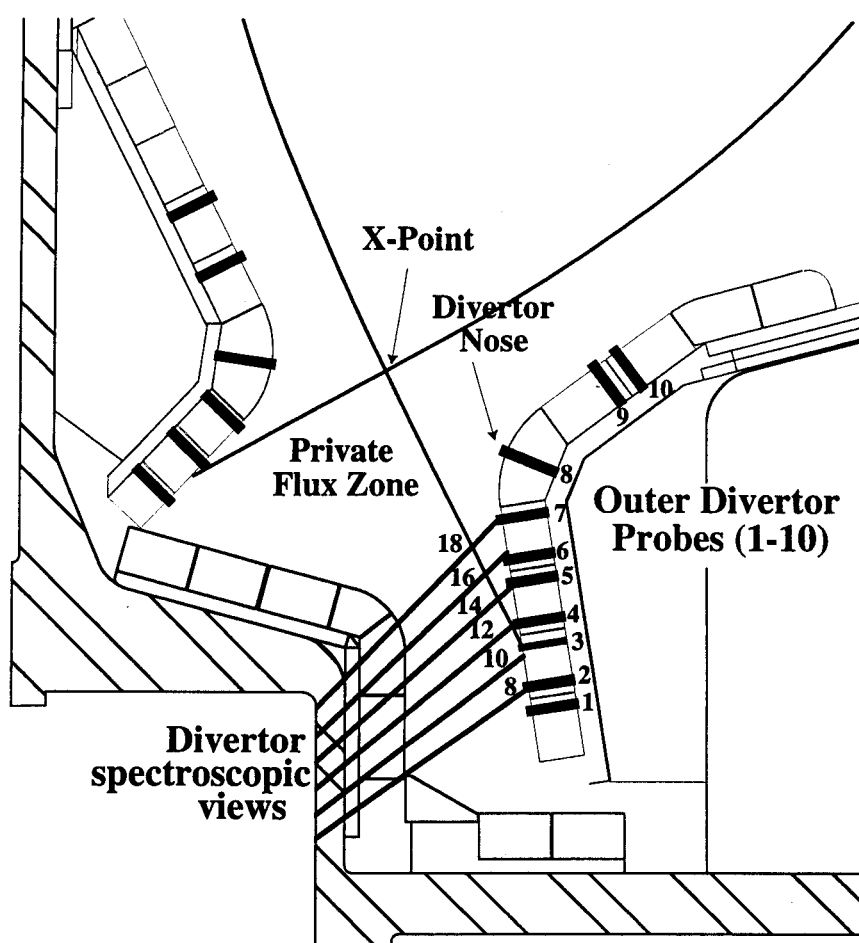 X-Point
Divertor
Nose
10
9
Private
Flux Zone
8
Outer Divertor
Probes (1-10)
7
18
6
16
5
14
4
12
3
10
2
8
1
Divertor
spectroscopic
views